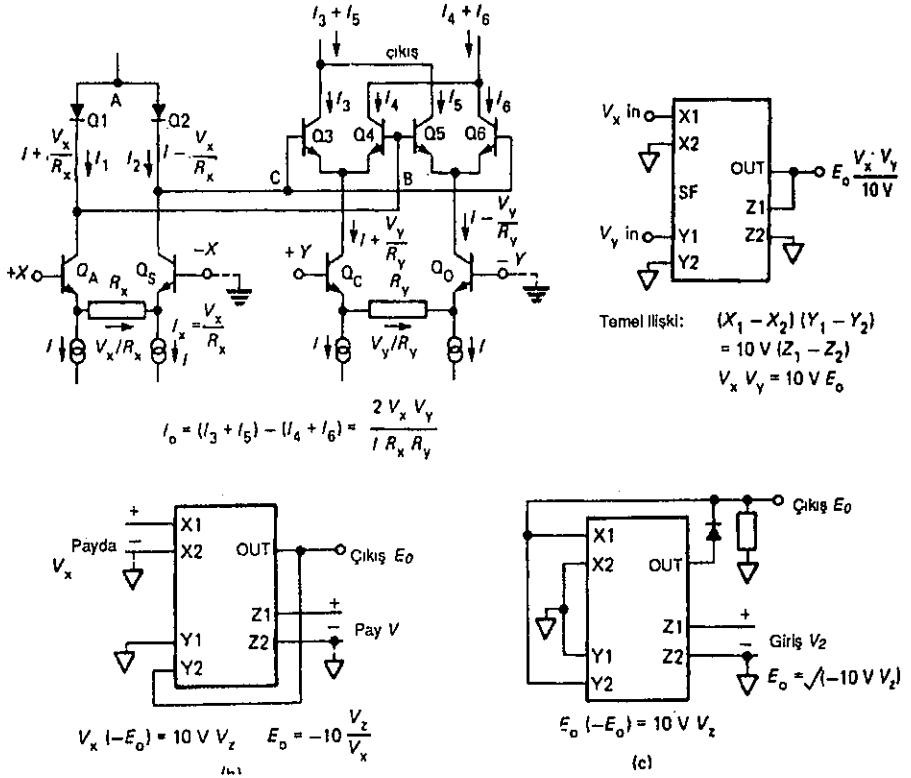 I3 + I5
I4 + I6
çıkış
A
Q1
Q2
I + Vx/Rx
I1
I2
I − Vx/Rx
I3
I4
I5
I6
Q3
Q4
Q5
Q6
C
B
I + Vy/Ry
I − Vy/Ry
+X
QA
QS
−X
Rx
Vx/Rx
Ix = Vx/Rx
I
I
+Y
QC
QO
−Y
Ry
Vy/Ry
I
I
Io = (I3 + I5) − (I4 + I6) = 2 Vx Vy / I Rx Ry
Vx in
X1
X2
SF
Vy in
Y1
Y2
OUT
Z1
Z2
Eo Vx · Vy / 10 V
Temel Ilişki: (X1 − X2) (Y1 − Y2)
= 10 V (Z1 − Z2)
Vx Vy = 10 V Eo
+
Payda
−
Vx
X1
X2
Y1
Y2
OUT
Z1
Z2
Çıkış E0
+
−
Pay V
Vx (−Eo) = 10 V Vz Eo = −10 Vz/Vx
(b)
X1
X2
Y1
Y2
OUT
Z1
Z2
Çıkış E0
+
−
Giriş V2
Eo = √(−10 V Vz)
Eo (−Eo) = 10 V Vz
(c)